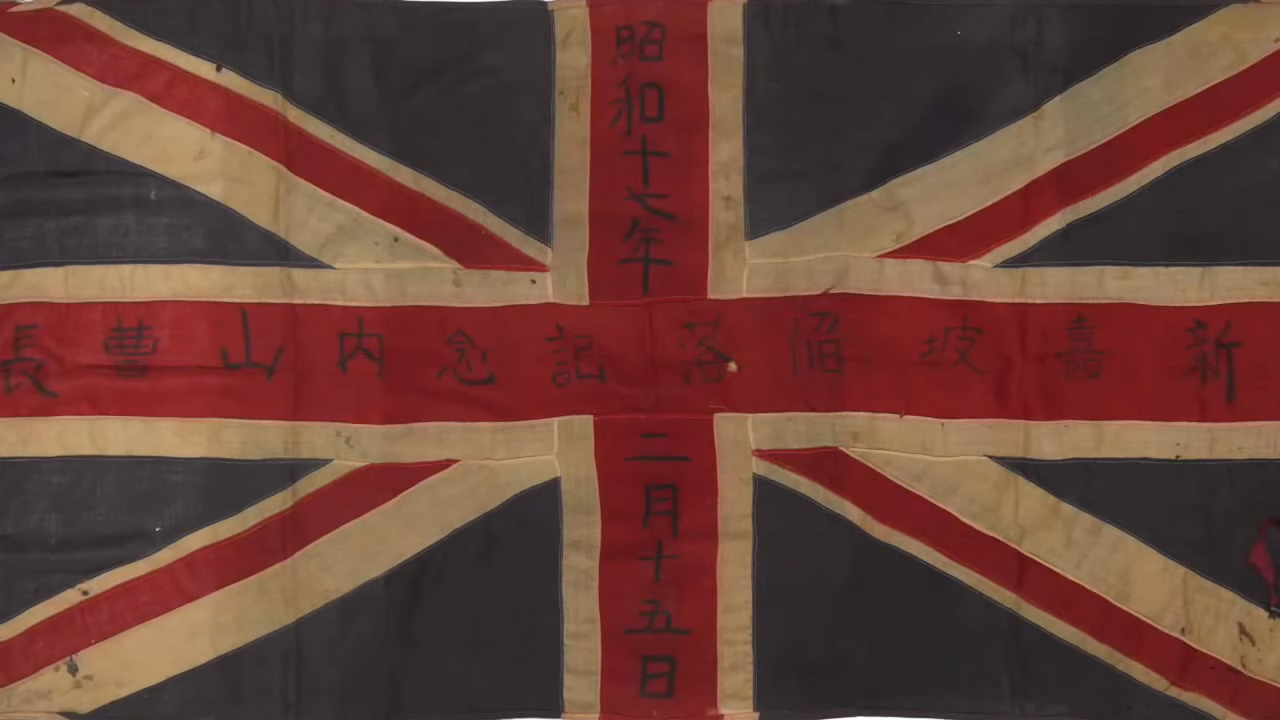 昭和十七年
二月十五日
新嘉坡陥落記念内山曹長